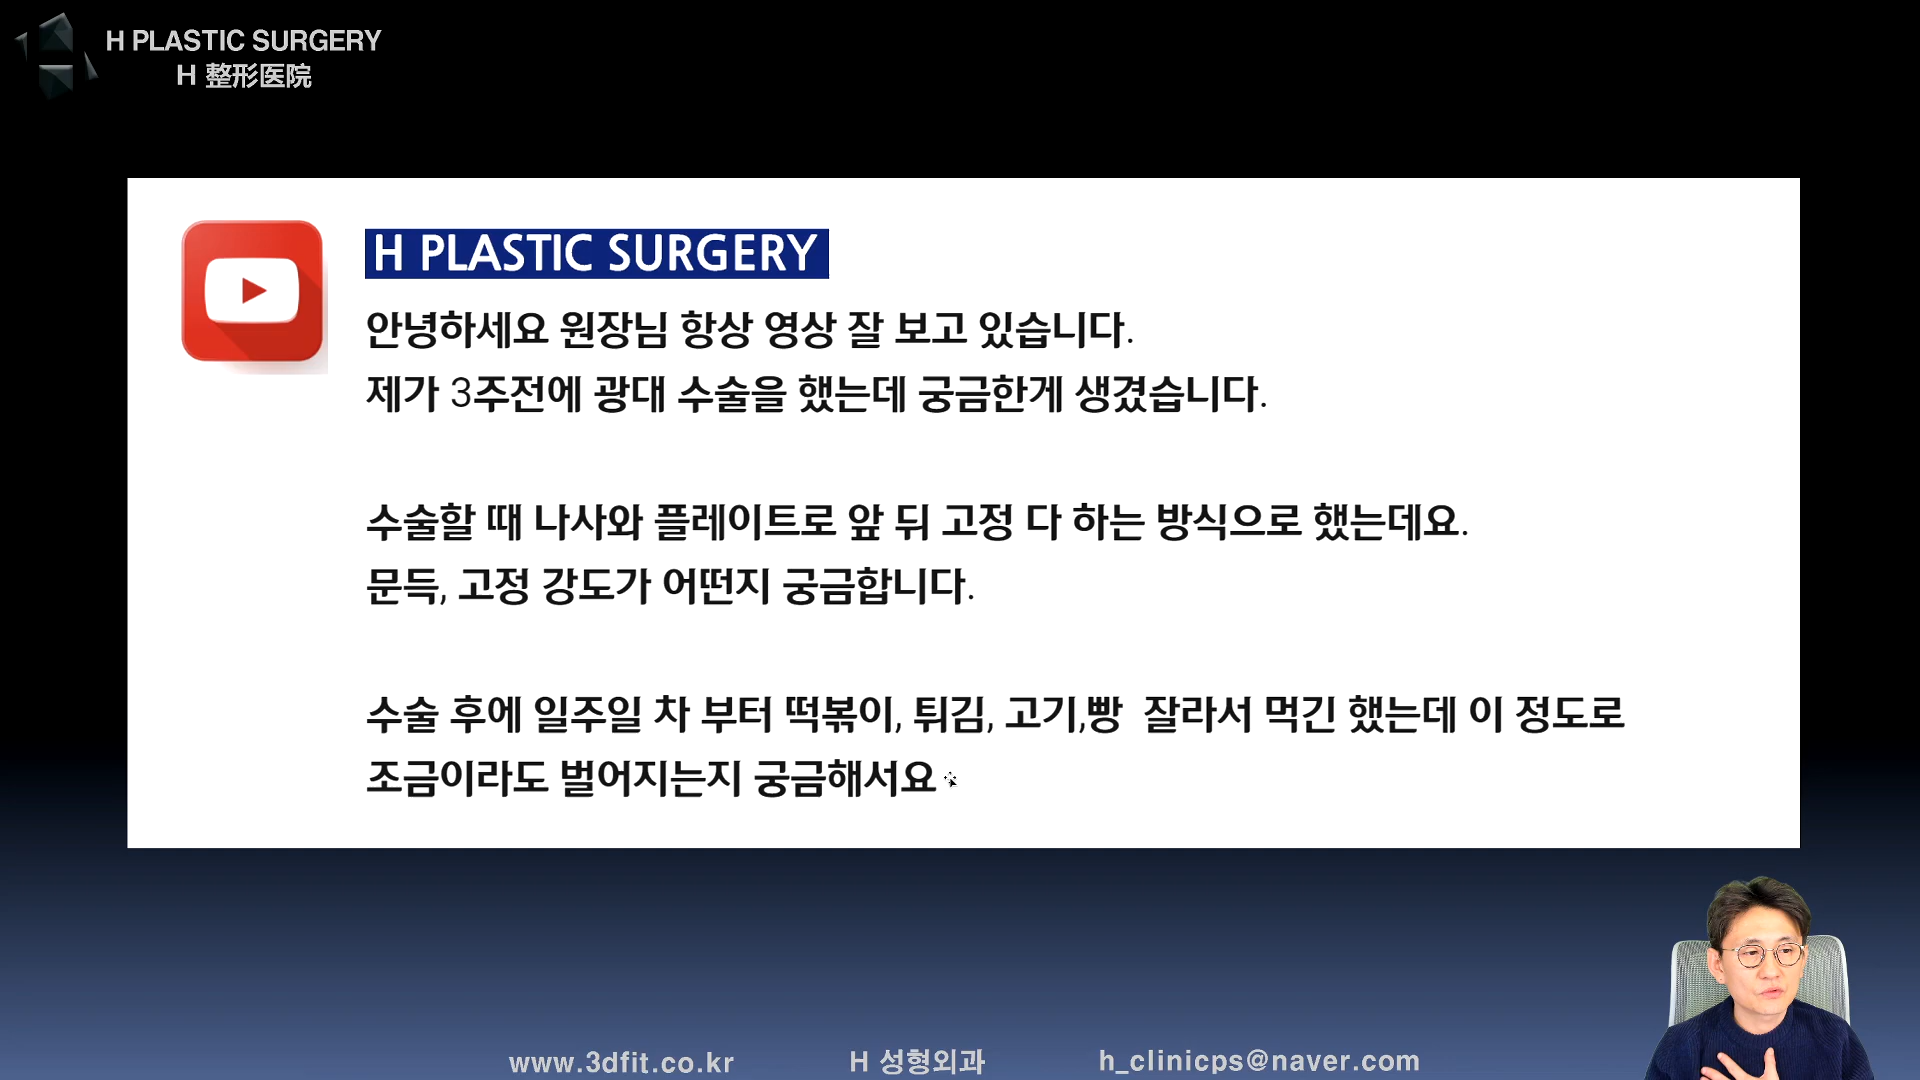 H PLASTIC SURGERY
H 整形医院
H PLASTIC SURGERY
안녕하세요 원장님 항상 영상 잘 보고 있습니다.
제가 3주전에 광대 수술을 했는데 궁금한게 생겼습니다.
수술할 때 나사와 플레이트로 앞 뒤 고정 다 하는 방식으로 했는데요.
문득, 고정 강도가 어떤지 궁금합니다.
수술 후에 일주일 차 부터 떡볶이, 튀김, 고기,빵 잘라서 먹긴 했는데 이 정도로
조금이라도 벌어지는지 궁금해서요
www.3dfit.co.kr H 성형외과 h_clinicps@naver.com